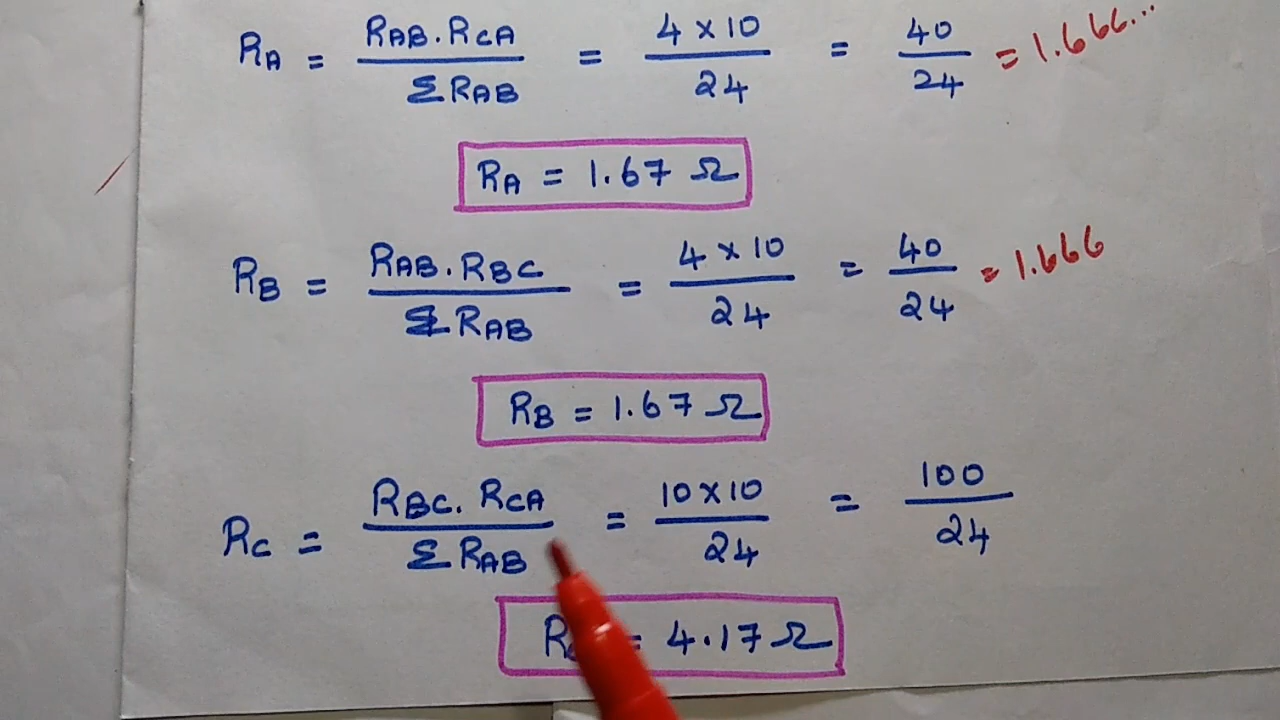 RA = RAB.RCA / ΣRAB = 4 × 10 / 24 = 40 / 24 = 1.666...
RA = 1.67 Ω
RB = RAB.RBC / ΣRAB = 4 × 10 / 24 = 40 / 24 = 1.666
RB = 1.67 Ω
RC = RBC.RCA / ΣRAB = 10 × 10 / 24 = 100 / 24
R = 4.17 Ω